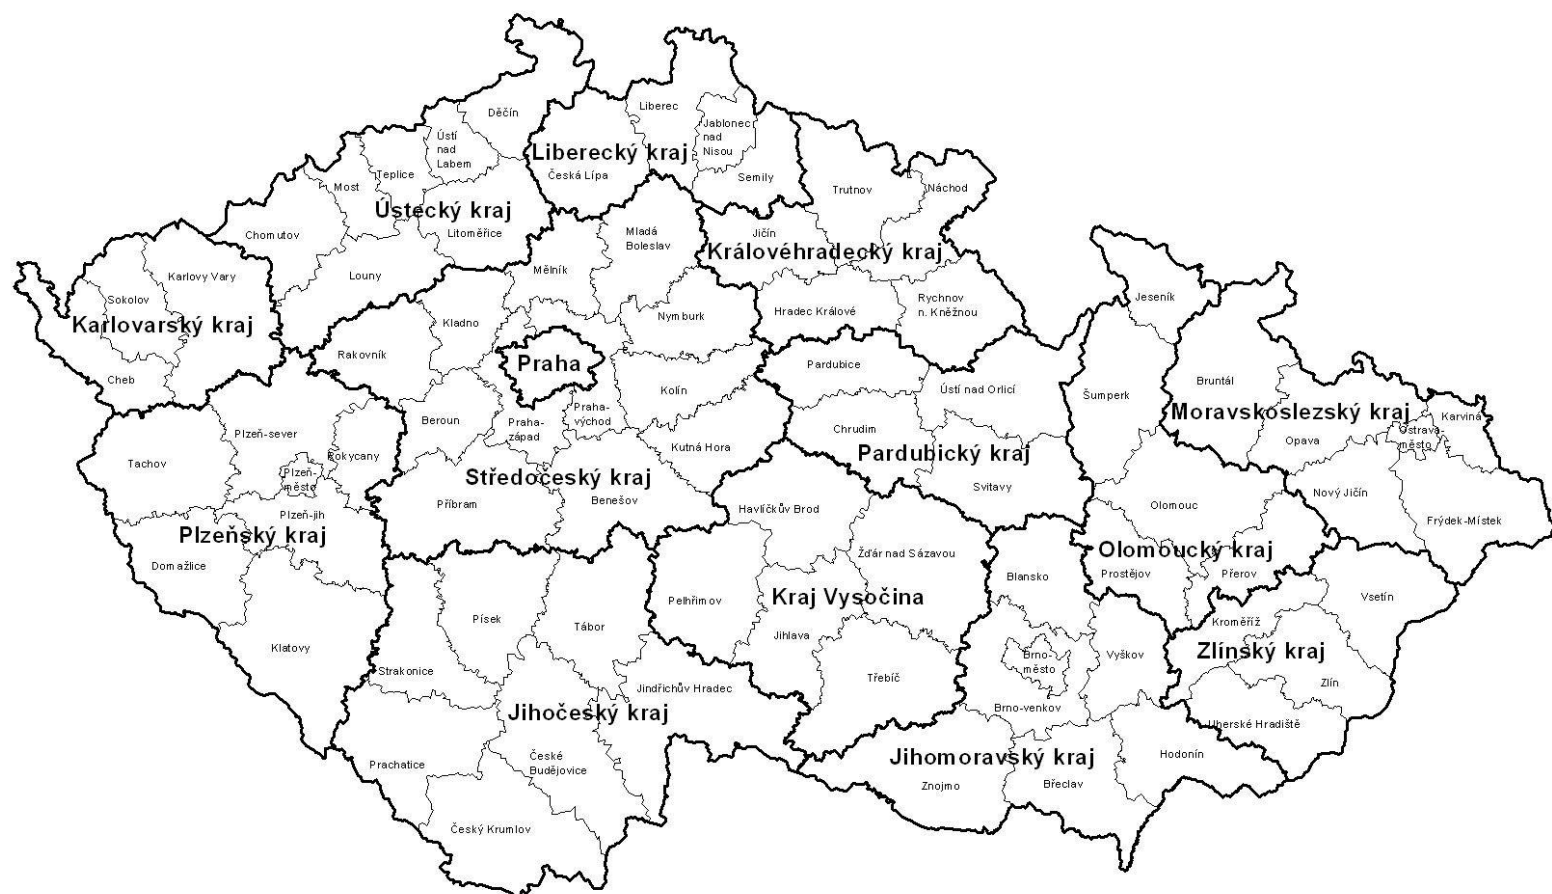 Děčín
Liberec
Jablonec
nad
Nisou
Ústí
nad
Labem
Liberecký kraj
Česká Lípa
Semily
Teplice
Most
Trutnov
Náchod
Ústecký kraj
Litoměřice
Chomutov
Mladá
Boleslav
Jičín
Královéhradecký kraj
Karlovy Vary
Louny
Mělník
Sokolov
Karlovarský kraj
Cheb
Kladno
Nymburk
Hradec Králové
Rychnov
n. Kněžnou
Jeseník
Rakovník
Praha
Kolín
Pardubice
Ústí nad Orlicí
Šumperk
Bruntál
Moravskoslezský kraj
Karviná
Ostrava-
město
Opava
Beroun
Praha-
západ
Praha-
východ
Chrudim
Pardubický kraj
Svitavy
Kutná Hora
Plzeň-sever
Rokycany
Tachov
Plzeň-
město
Středočeský kraj
Příbram
Benešov
Havlíčkův Brod
Nový Jičín
Frýdek-Místek
Olomouc
Plzeň-jih
Plzeňský kraj
Domažlice
Žďár nad Sázavou
Olomoucký kraj
Prostějov
Přerov
Blansko
Vsetín
Pelhřimov
Kraj Vysočina
Jihlava
Písek
Tábor
Kroměříž
Zlínský kraj
Zlín
Klatovy
Strakonice
Jindřichův Hradec
Třebíč
Brno-
město
Vyškov
Brno-venkov
Jihočeský kraj
Uherské Hradiště
Prachatice
České
Budějovice
Jihomoravský kraj
Hodonín
Znojmo
Břeclav
Český Krumlov